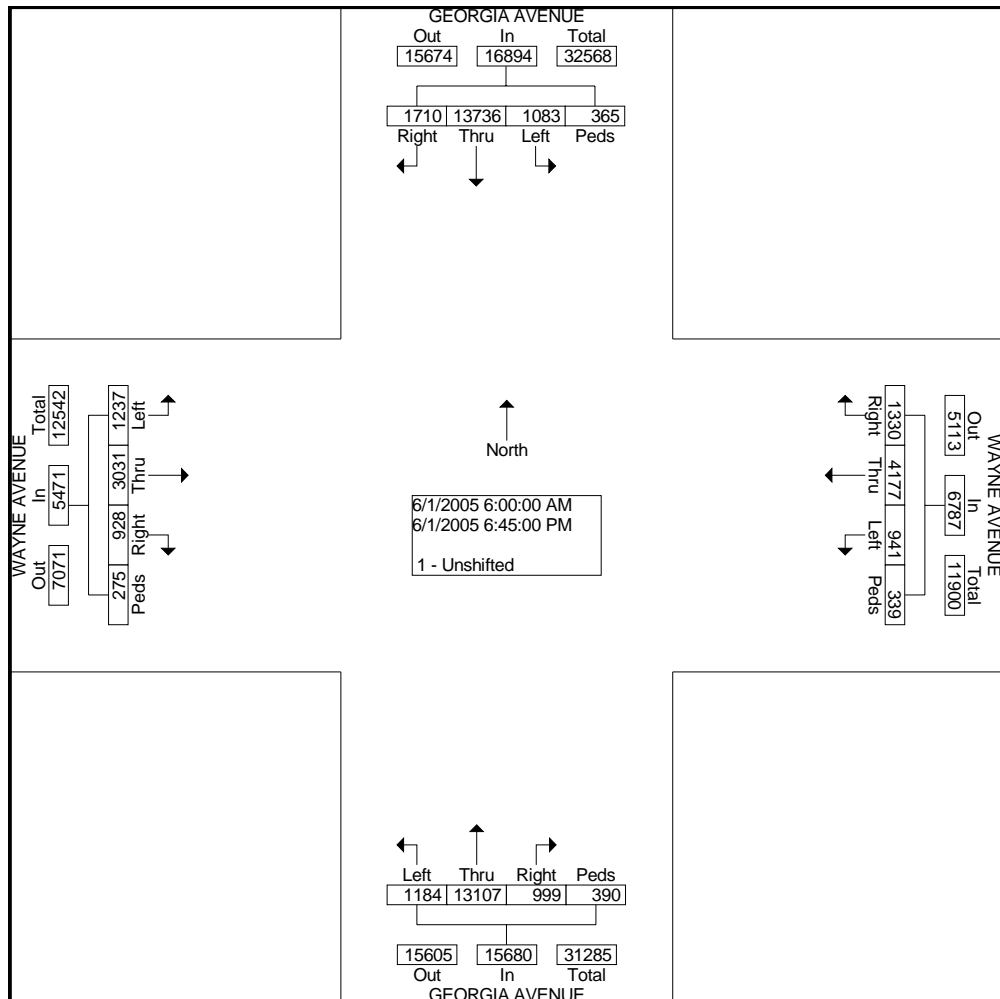 GEORGIA AVENUE
Out In Total
15674 16894 32568
1710 13736 1083 365
Right Thru Left Peds
WAYNE AVENUE
Total In Out
12542 5471 7071
1237 3031 928 275
Left Thru Right Peds
North
6/1/2005 6:00:00 AM
6/1/2005 6:45:00 PM
1 - Unshifted
WAYNE AVENUE
Out In Total
5113 6787 11900
1330 4177 941 339
Right Thru Left Peds
Left Thru Right Peds
1184 13107 999 390
15605 15680 31285
Out In Total
GEORGIA AVENUE